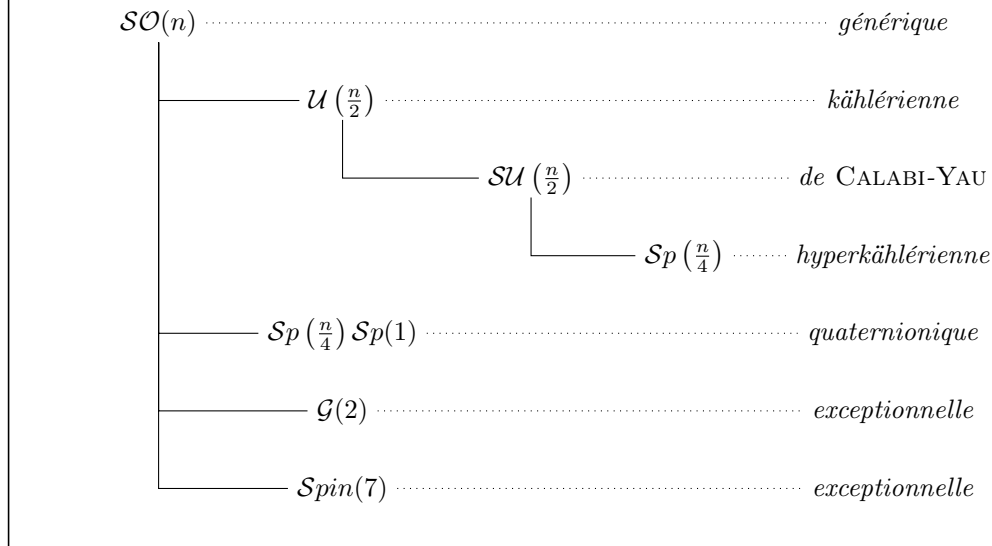 SO(n) générique
U(n/2) kählérienne
SU(n/2) de CALABI-YAU
Sp(n/4) hyperkählérienne
Sp(n/4) Sp(1) quaternionique
G(2) exceptionnelle
Spin(7) exceptionnelle